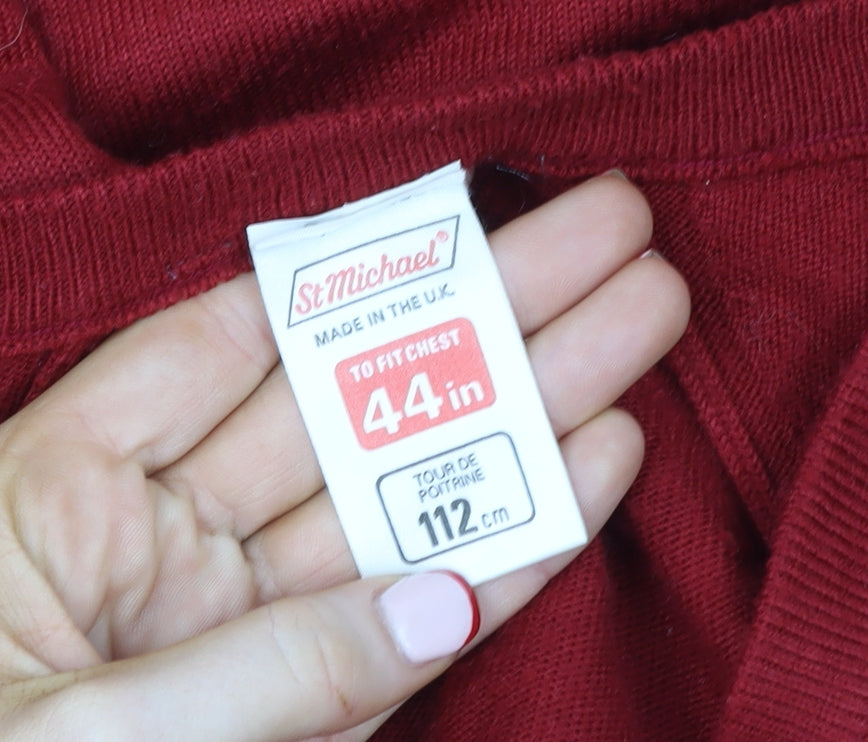 St Michael®
MADE IN THE U.K.
TO FIT CHEST
44 in
TOUR DE
POITRINE
112 cm